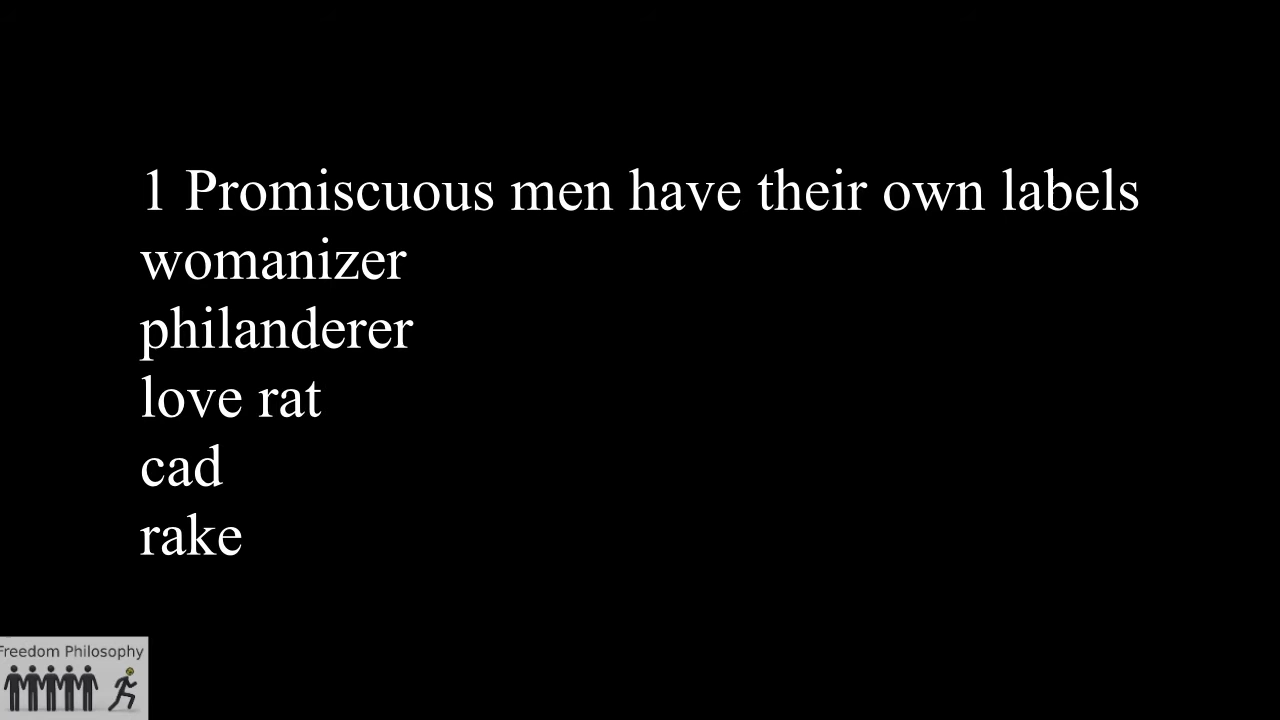 1 Promiscuous men have their own labels
womanizer
philanderer
love rat
cad
rake
Freedom Philosophy